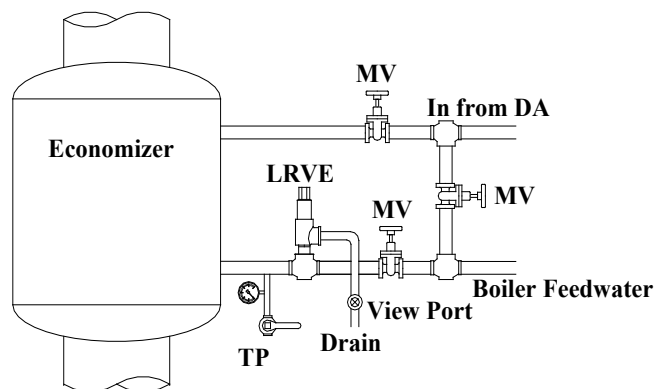 MV
In from DA
Economizer
LRVE
MV
MV
Boiler Feedwater
View Port
Drain
TP